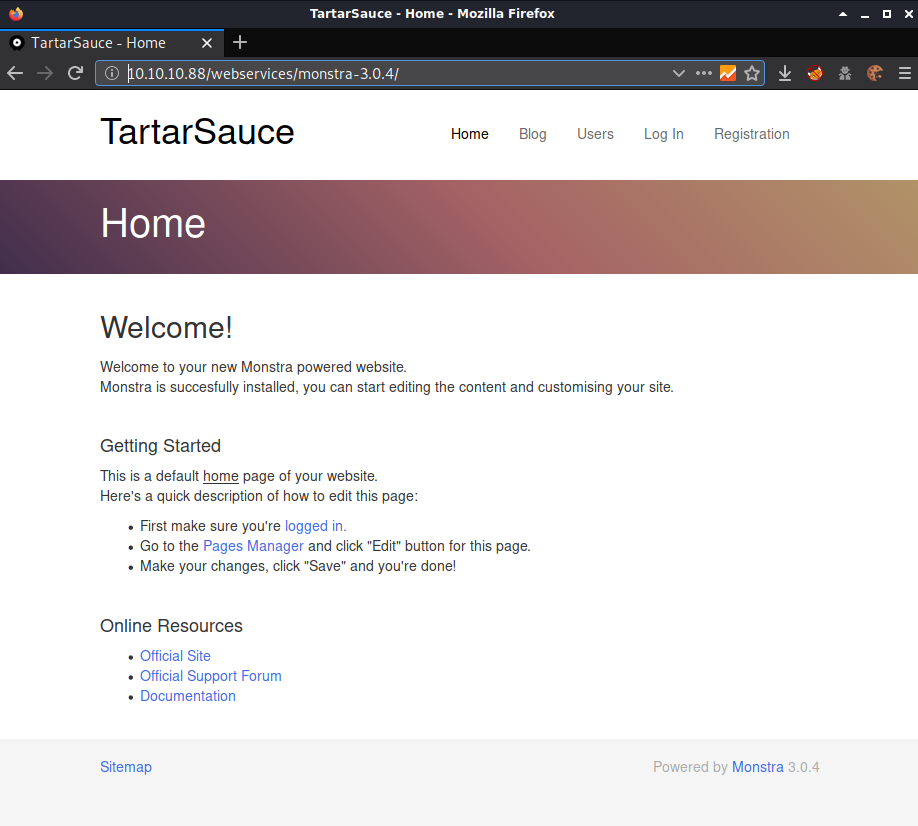 TartarSauce - Home - Mozilla Firefox
TartarSauce - Home
10.10.10.88/webservices/monstra-3.0.4/
TartarSauce
Home Blog Users Log In Registration
Home
Welcome!
Welcome to your new Monstra powered website.
Monstra is succesfully installed, you can start editing the content and customising your site.
Getting Started
This is a default home page of your website.
Here's a quick description of how to edit this page:
First make sure you're logged in.
Go to the Pages Manager and click "Edit" button for this page.
Make your changes, click "Save" and you're done!
Online Resources
Official Site
Official Support Forum
Documentation
Sitemap
Powered by Monstra 3.0.4